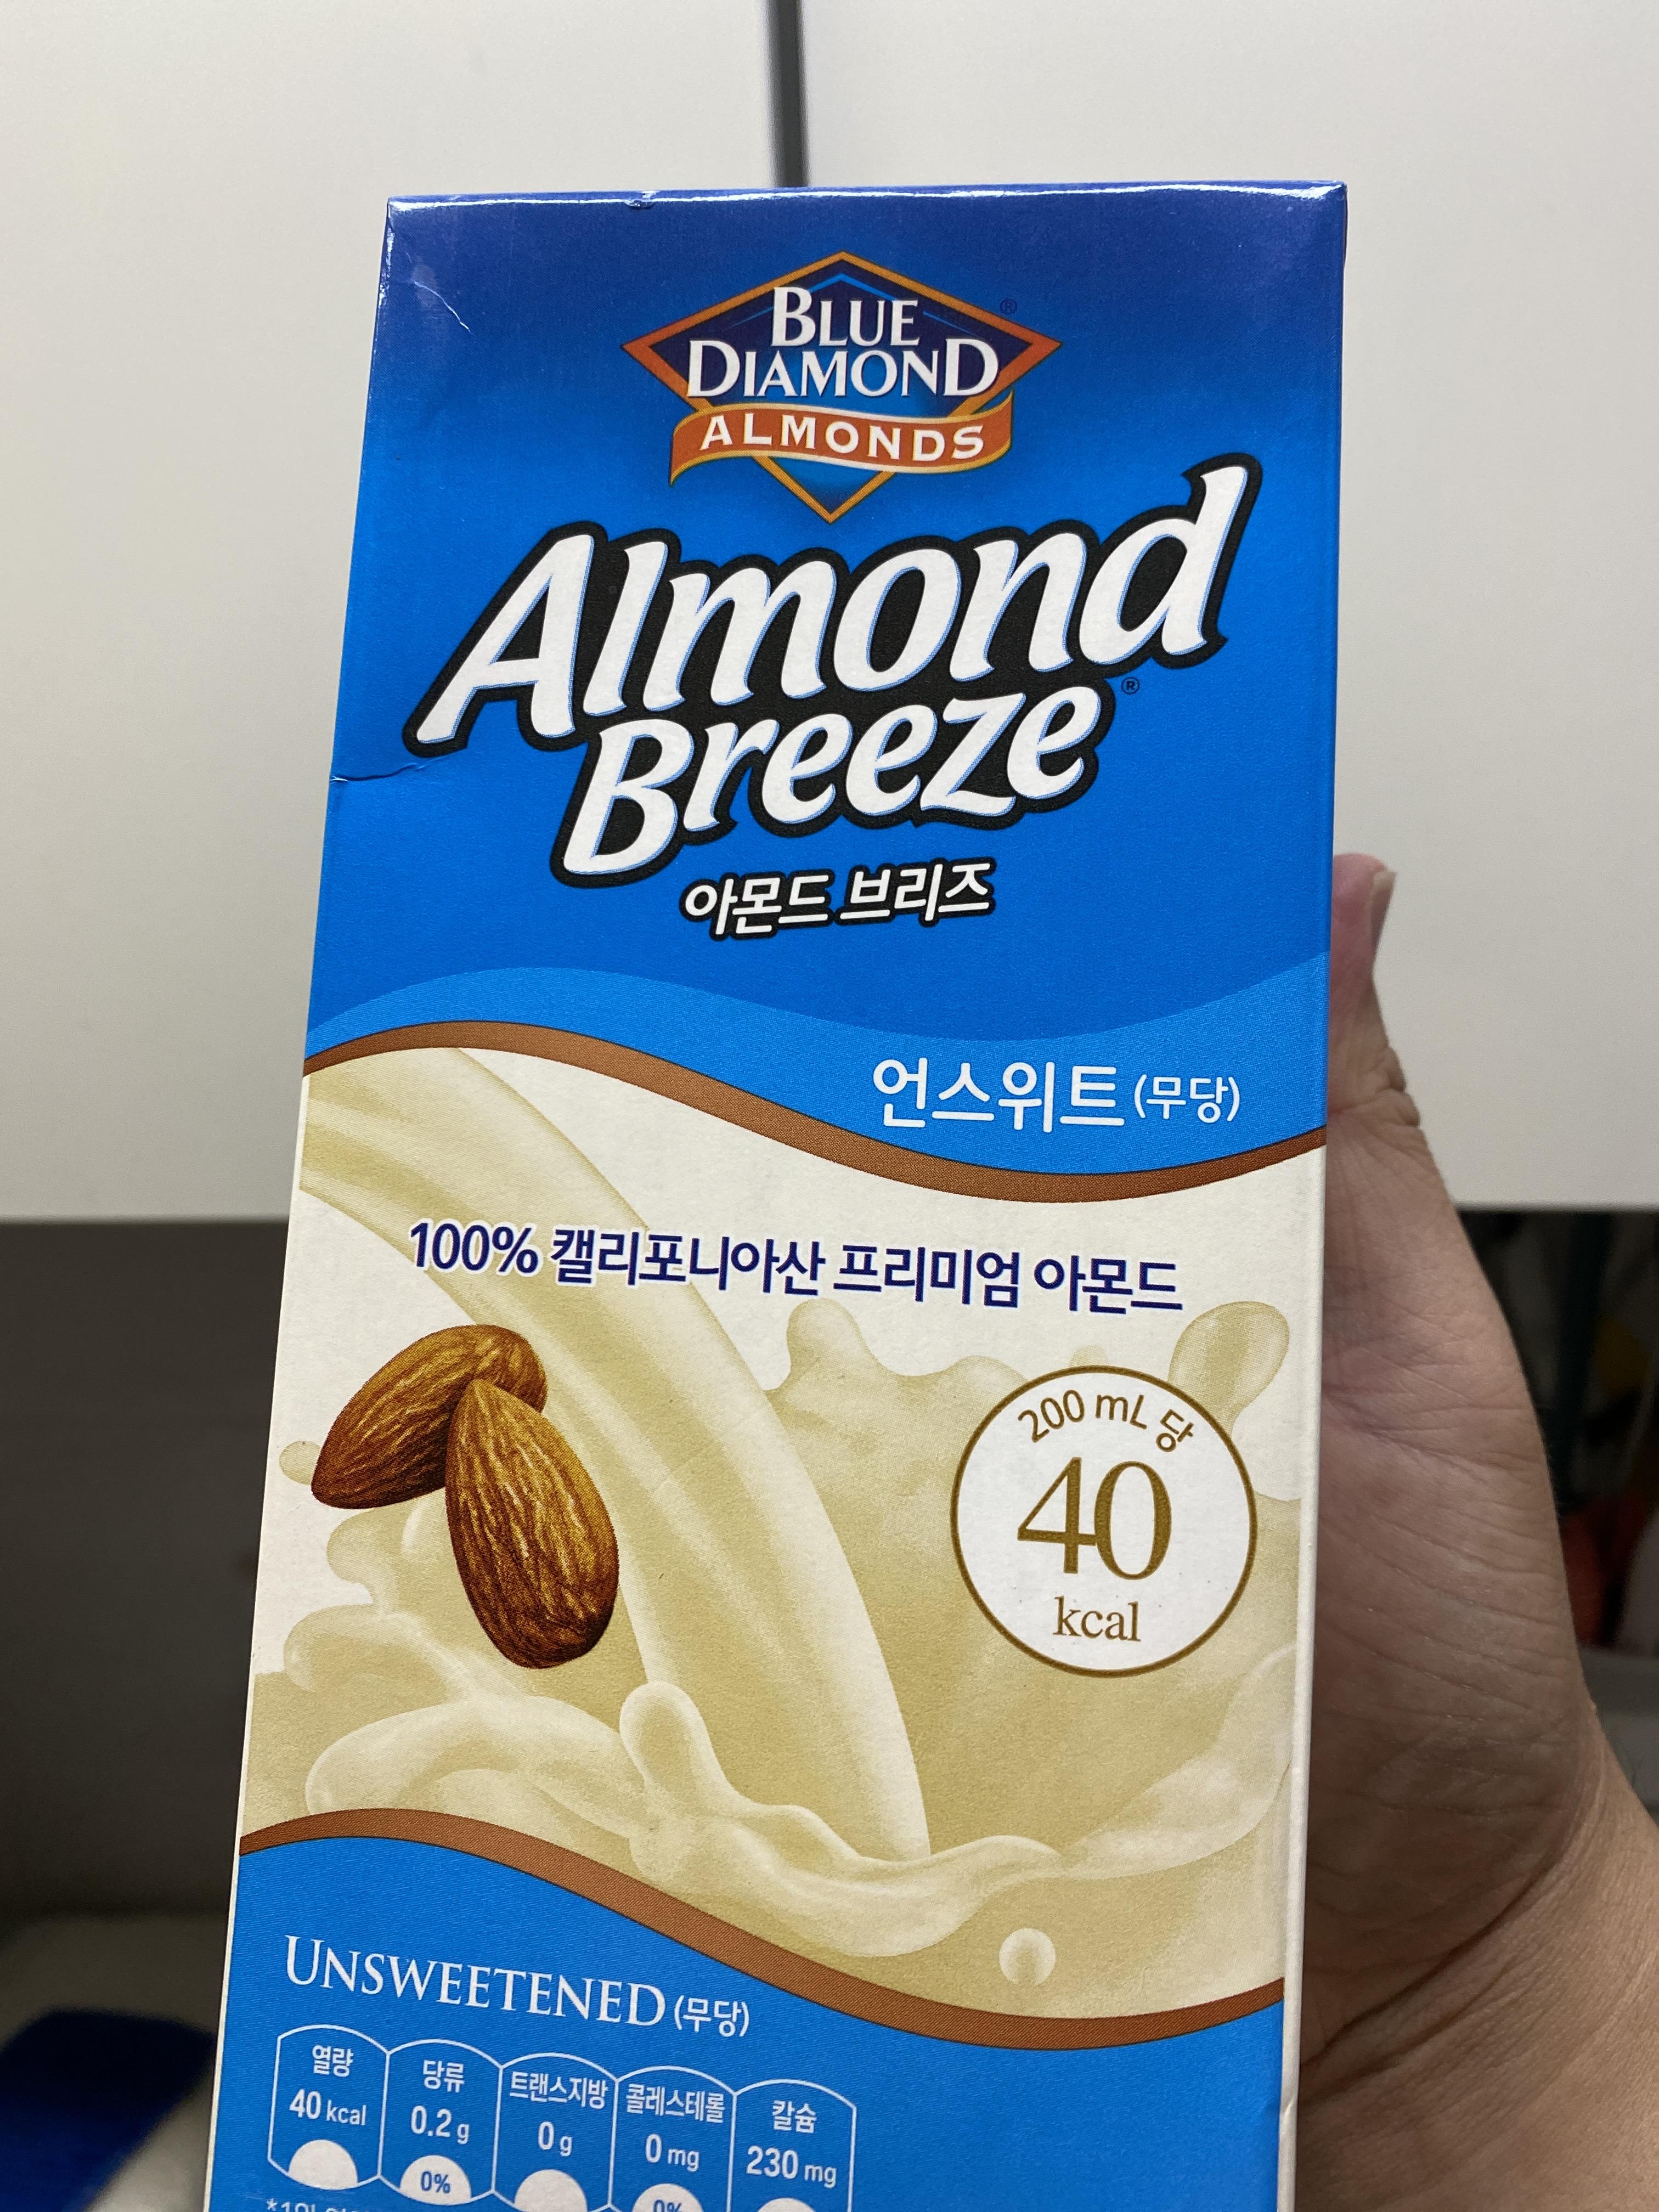 BLUE
DIAMOND
ALMONDS
®
Almond
Breeze®
아몬드 브리즈
언스위트 (무당)
100% 캘리포니아산 프리미엄 아몬드
200 mL 당
40
kcal
UNSWEETENED (무당)
열량 당류 트랜스지방 콜레스테롤 칼슘
40 kcal 0.2 g 0 g 0 mg 230 mg
0% 0%